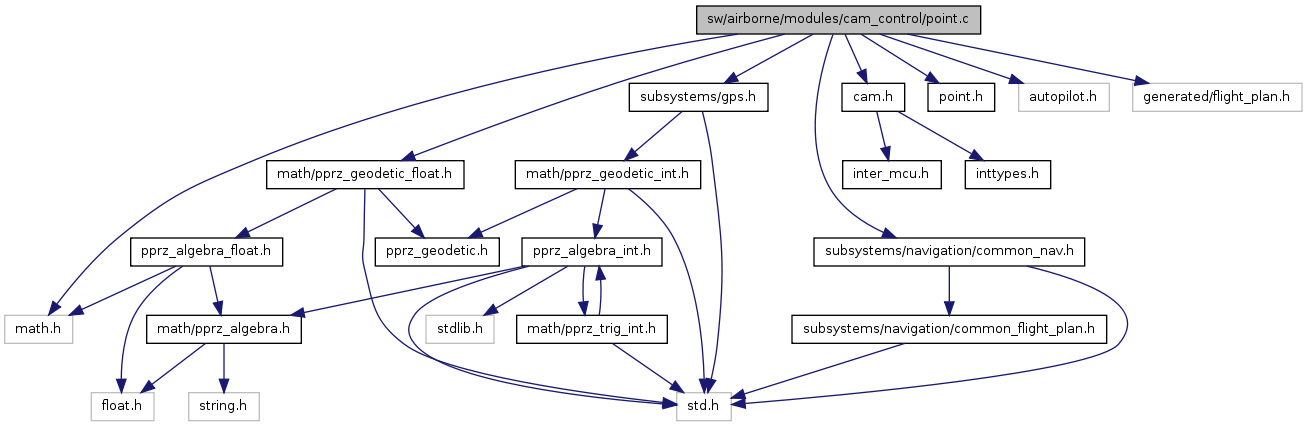 sw/airborne/modules/cam_control/point.c
subsystems/gps.h
cam.h
point.h
autopilot.h
generated/flight_plan.h
math/pprz_geodetic_float.h
math/pprz_geodetic_int.h
inter_mcu.h
inttypes.h
pprz_algebra_float.h
pprz_geodetic.h
pprz_algebra_int.h
subsystems/navigation/common_nav.h
math.h
math/pprz_algebra.h
stdlib.h
math/pprz_trig_int.h
subsystems/navigation/common_flight_plan.h
float.h
string.h
std.h